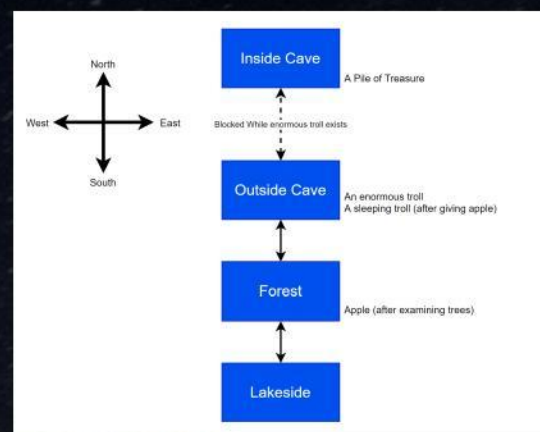 North
West
East
South
Inside Cave
A Pile of Treasure
Blocked While enormous troll exists
Outside Cave
An enormous troll
A sleeping troll (after giving apple)
Forest
Apple (after examining trees)
Lakeside